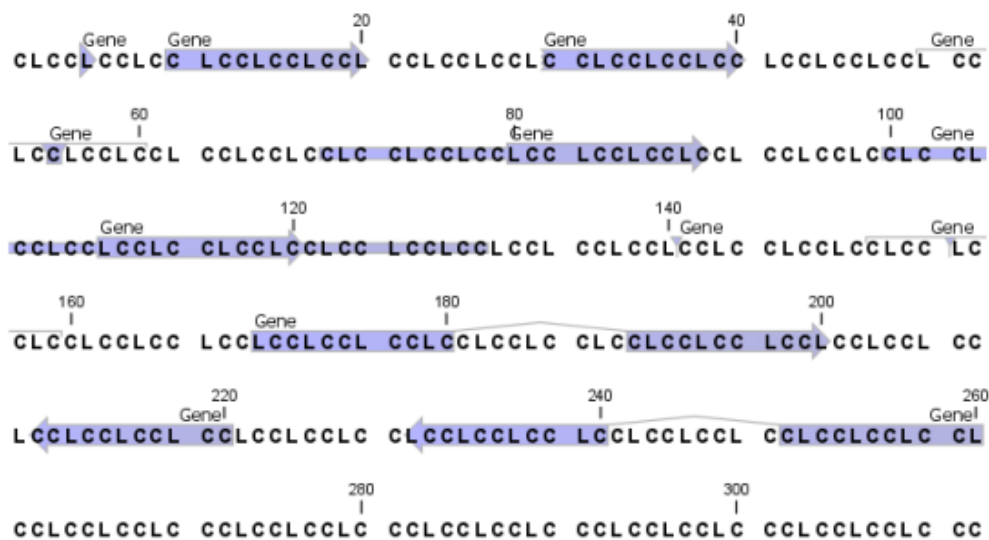 20 40
Gene Gene Gene Gene
CLCCLCCLCC LCCLCCLCCL CCLCCLCCLC CLCCLCCLCC LCCLCCLCCL CC
60 80 100
Gene Gene Gene
LCCLCCLCCL CCLCCLCCLC CLCCLCCLCC LCCLCCLCCL CCLCCLCCLC CL
120 140
Gene Gene Gene
CCLCCLCCLC CLCCLCCLCC LCCLCCLCCL CCLCCLCCLC CLCCLCCLCC LC
160 180 200
Gene
CLCCLCCLCC LCCLCCLCCL CCLCCLCCLC CLCCLCCLCC LCCLCCLCCL CC
220 240 260
Gene Gene
LCCLCCLCCL CCLCCLCCLC CLCCLCCLCC LCCLCCLCCL CCLCCLCCLC CL
280 300
CCLCCLCCLC CCLCCLCCLC CCLCCLCCLC CCLCCLCCLC CCLCCLCCLC CC